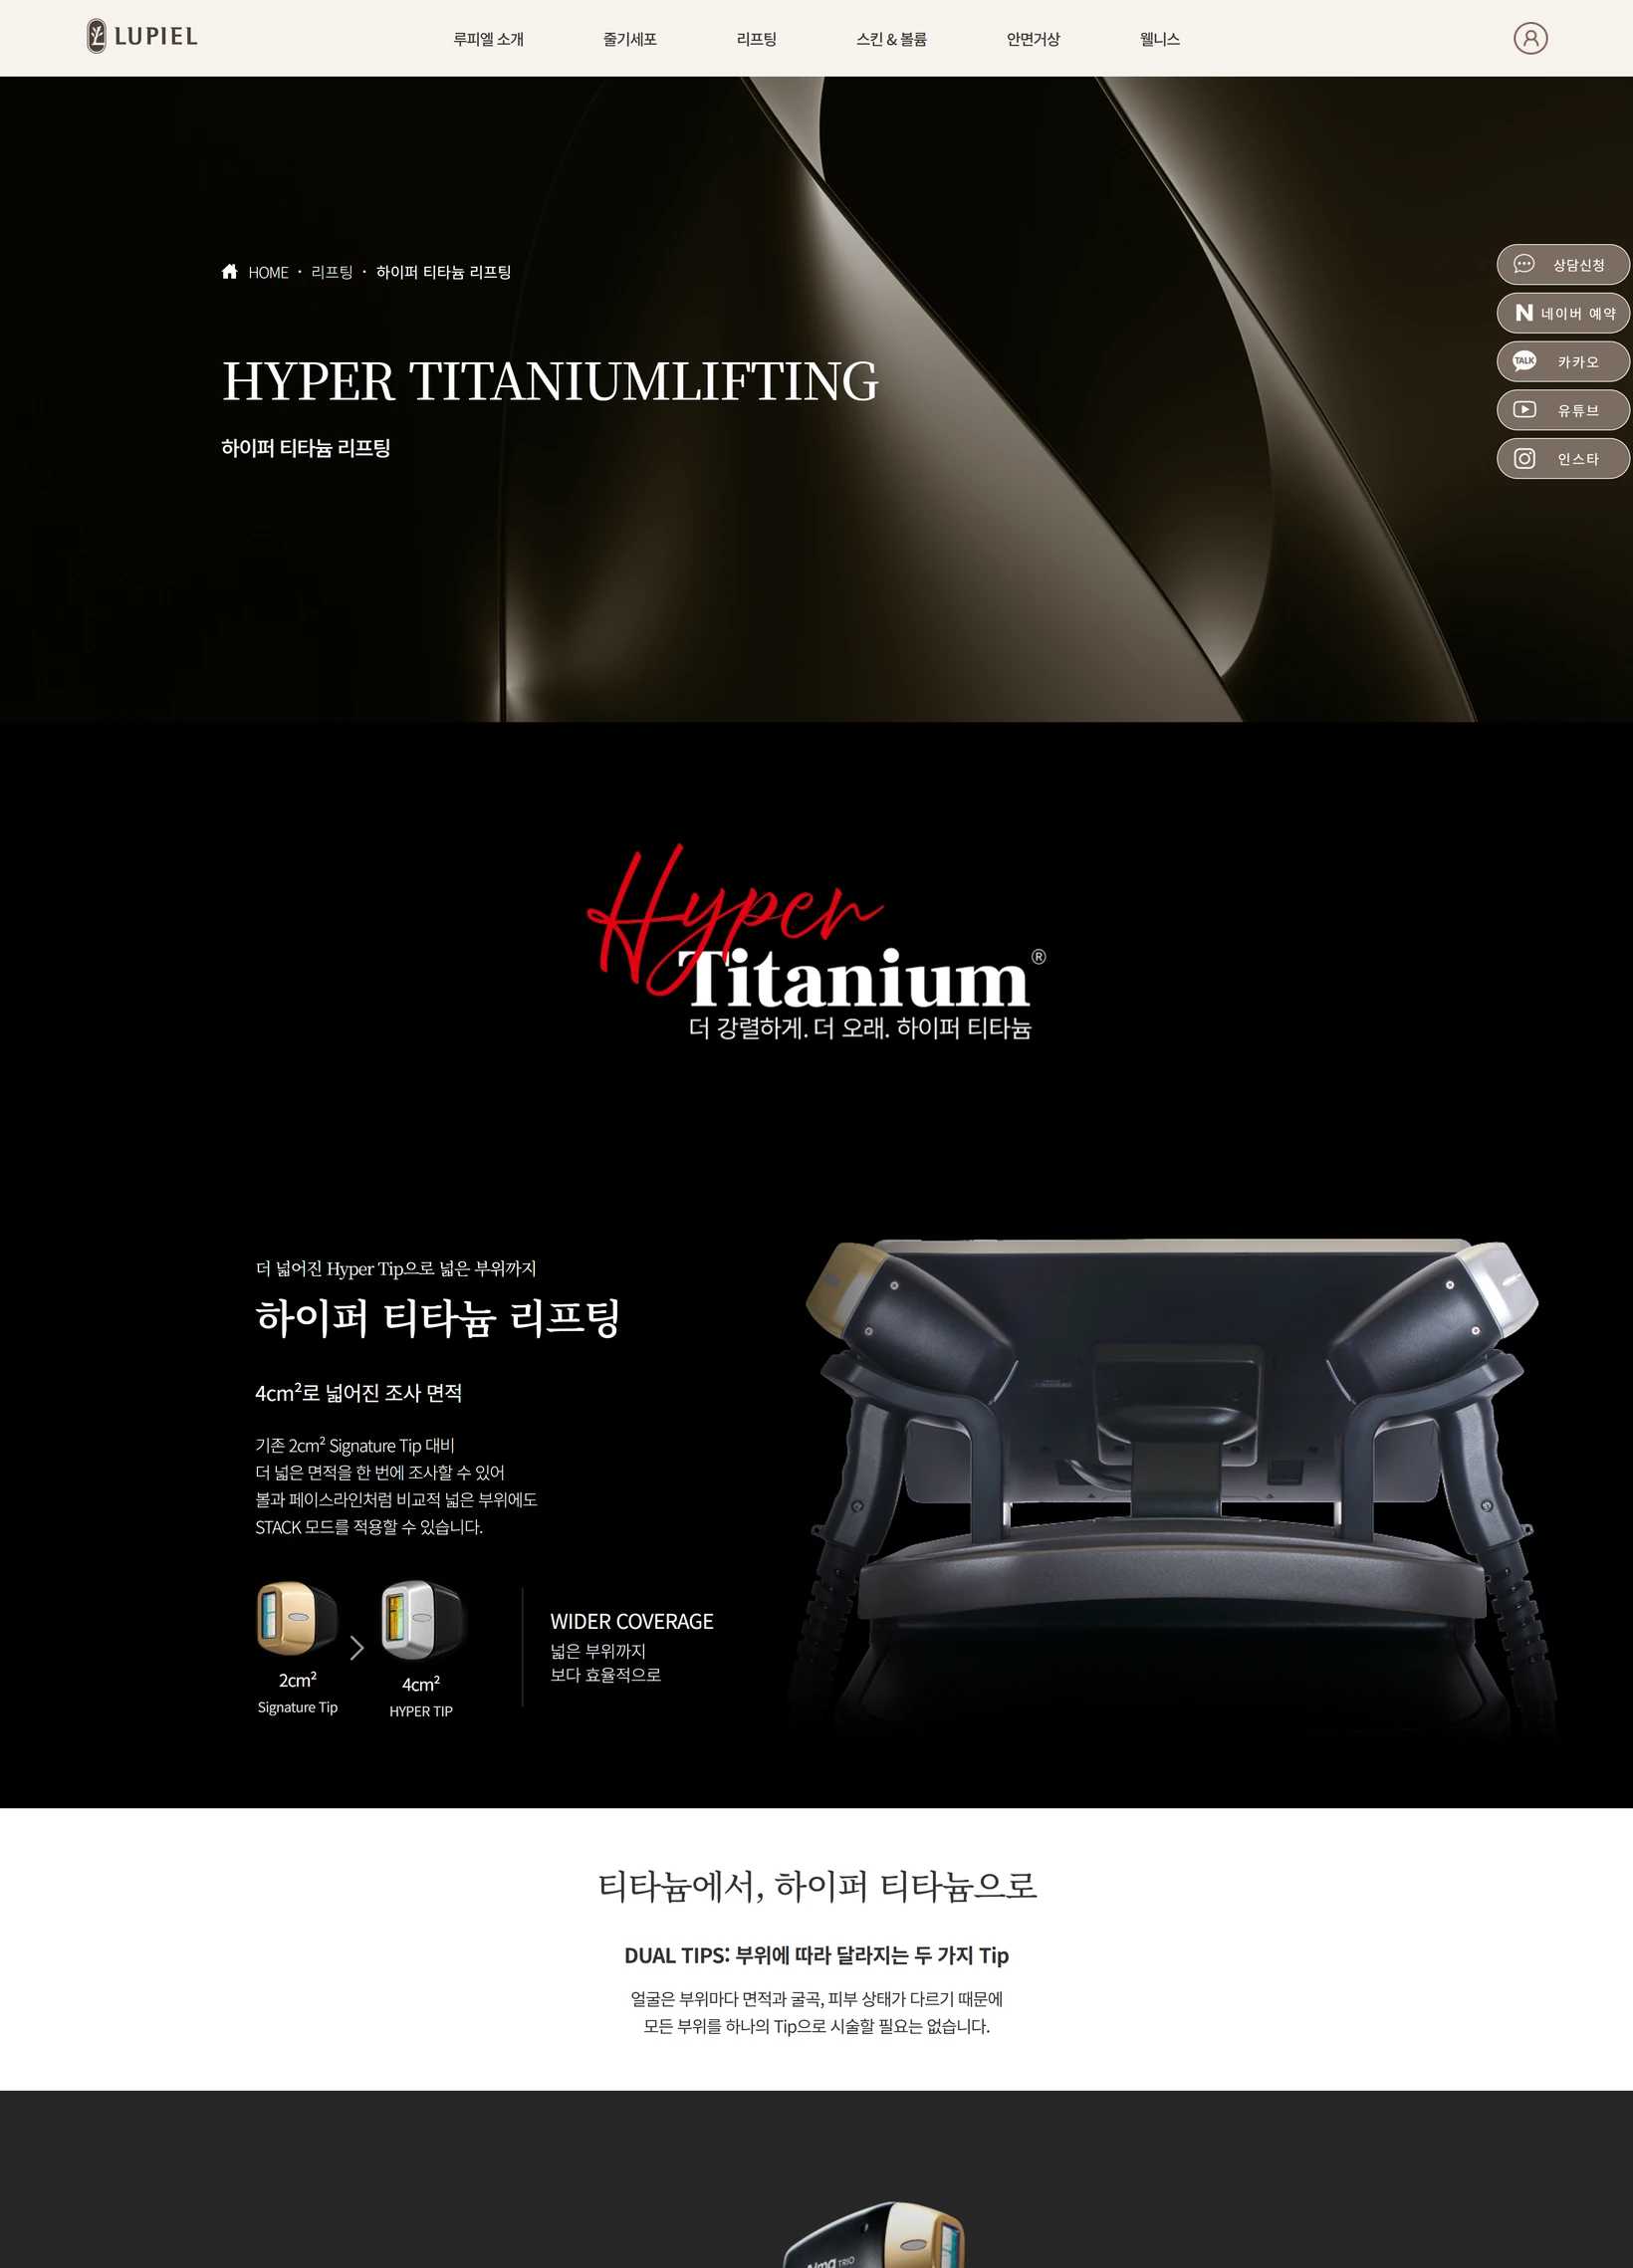 LUPIEL
루피엘 소개
줄기세포
리프팅
스킨 & 볼륨
안면거상
웰니스
HOME · 리프팅 · 하이퍼 티타늄 리프팅
HYPER TITANIUMLIFTING
하이퍼 티타늄 리프팅
상담신청
N 네이버 예약
TALK 카카오
유튜브
인스타
Hyper
Titanium®
더 강렬하게. 더 오래. 하이퍼 티타늄
더 넓어진 Hyper Tip으로 넓은 부위까지
하이퍼 티타늄 리프팅
4cm²로 넓어진 조사 면적
기존 2cm² Signature Tip 대비
더 넓은 면적을 한 번에 조사할 수 있어
볼과 페이스라인처럼 비교적 넓은 부위에도
STACK 모드를 적용할 수 있습니다.
2cm²
Signature Tip
4cm²
HYPER TIP
WIDER COVERAGE
넓은 부위까지
보다 효율적으로
티타늄에서, 하이퍼 티타늄으로
DUAL TIPS: 부위에 따라 달라지는 두 가지 Tip
얼굴은 부위마다 면적과 굴곡, 피부 상태가 다르기 때문에
모든 부위를 하나의 Tip으로 시술할 필요는 없습니다.
TRIO